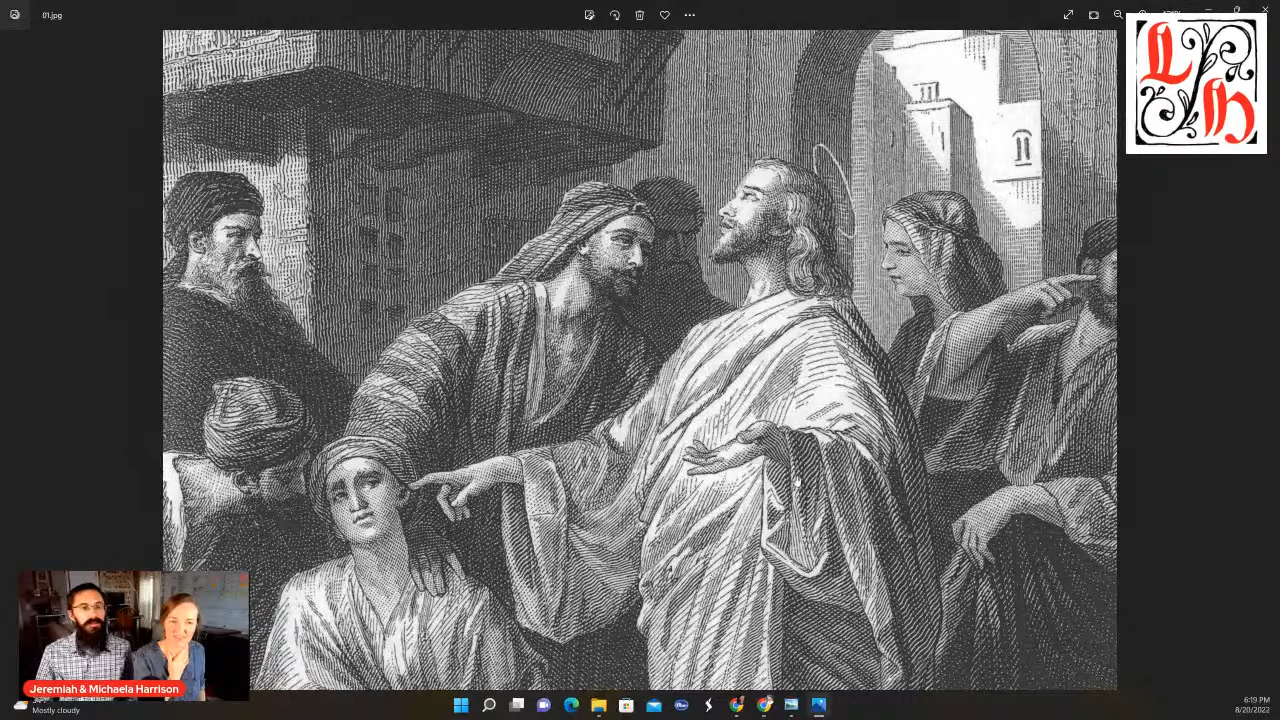 01.jpg
L
H
Jeremiah & Michaela Harrison
Mostly cloudy
6:19 PM
8/20/2022